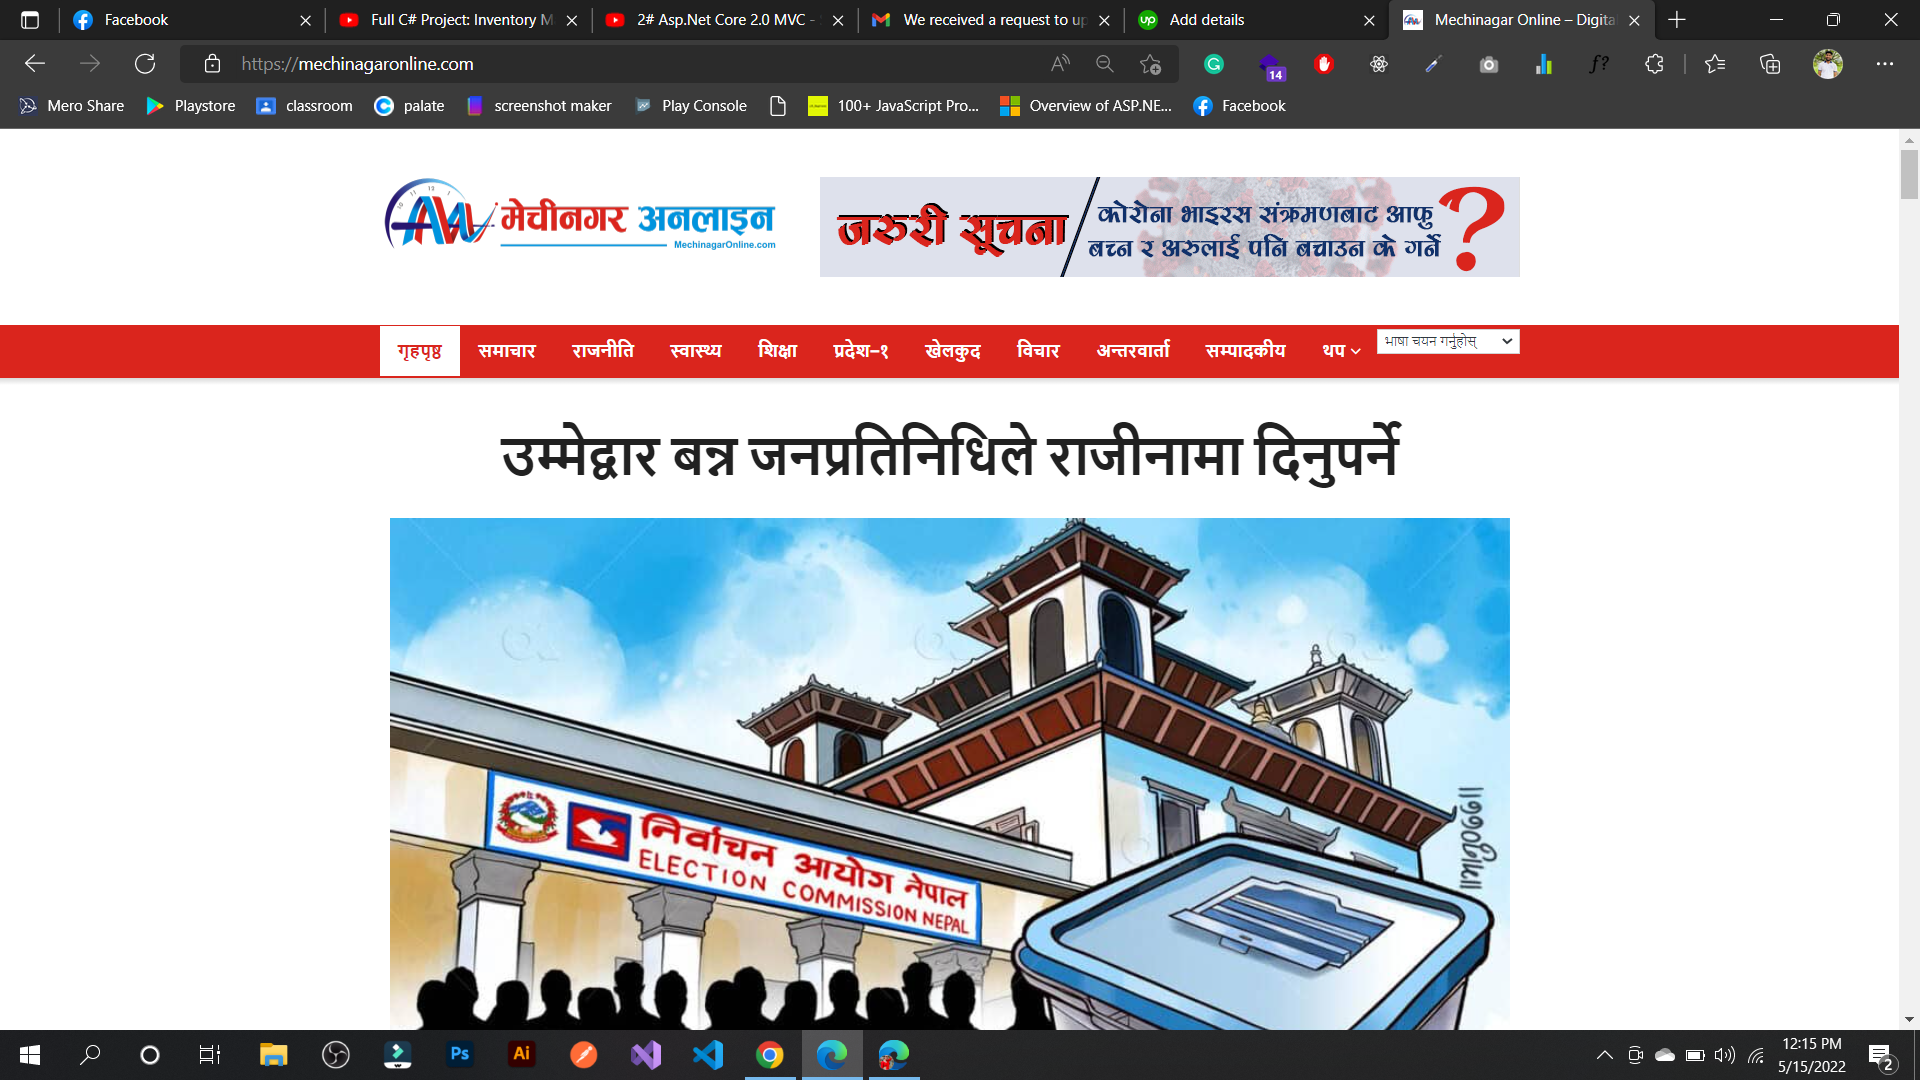 Facebook
Full C# Project: Inventory M
2# Asp.Net Core 2.0 MVC -
We received a request to up
Add details
Mechinagar Online – Digita
https://mechinagaronline.com
14
Mero Share
Playstore
classroom
palate
screenshot maker
Play Console
100+ JavaScript Pro...
Overview of ASP.NE...
Facebook
मेचीनगर अनलाइन
MechinagarOnline.com
जरुरी सूचना
कोरोना भाइरस संक्रमणबाट आफु
बच्न र अरुलाई पनि बचाउन के गर्ने ?
गृहपृष्ठ
समाचार
राजनीति
स्वास्थ्य
शिक्षा
प्रदेश–१
खेलकुद
विचार
अन्तरवार्ता
सम्पादकीय
थप
भाषा चयन गर्नुहोस्
उम्मेद्वार बन्न जनप्रतिनिधिले राजीनामा दिनुपर्ने
निर्वाचन आयोग नेपाल
ELECTION COMMISSION NEPAL
Ps
Ai
12:15 PM
5/15/2022
2